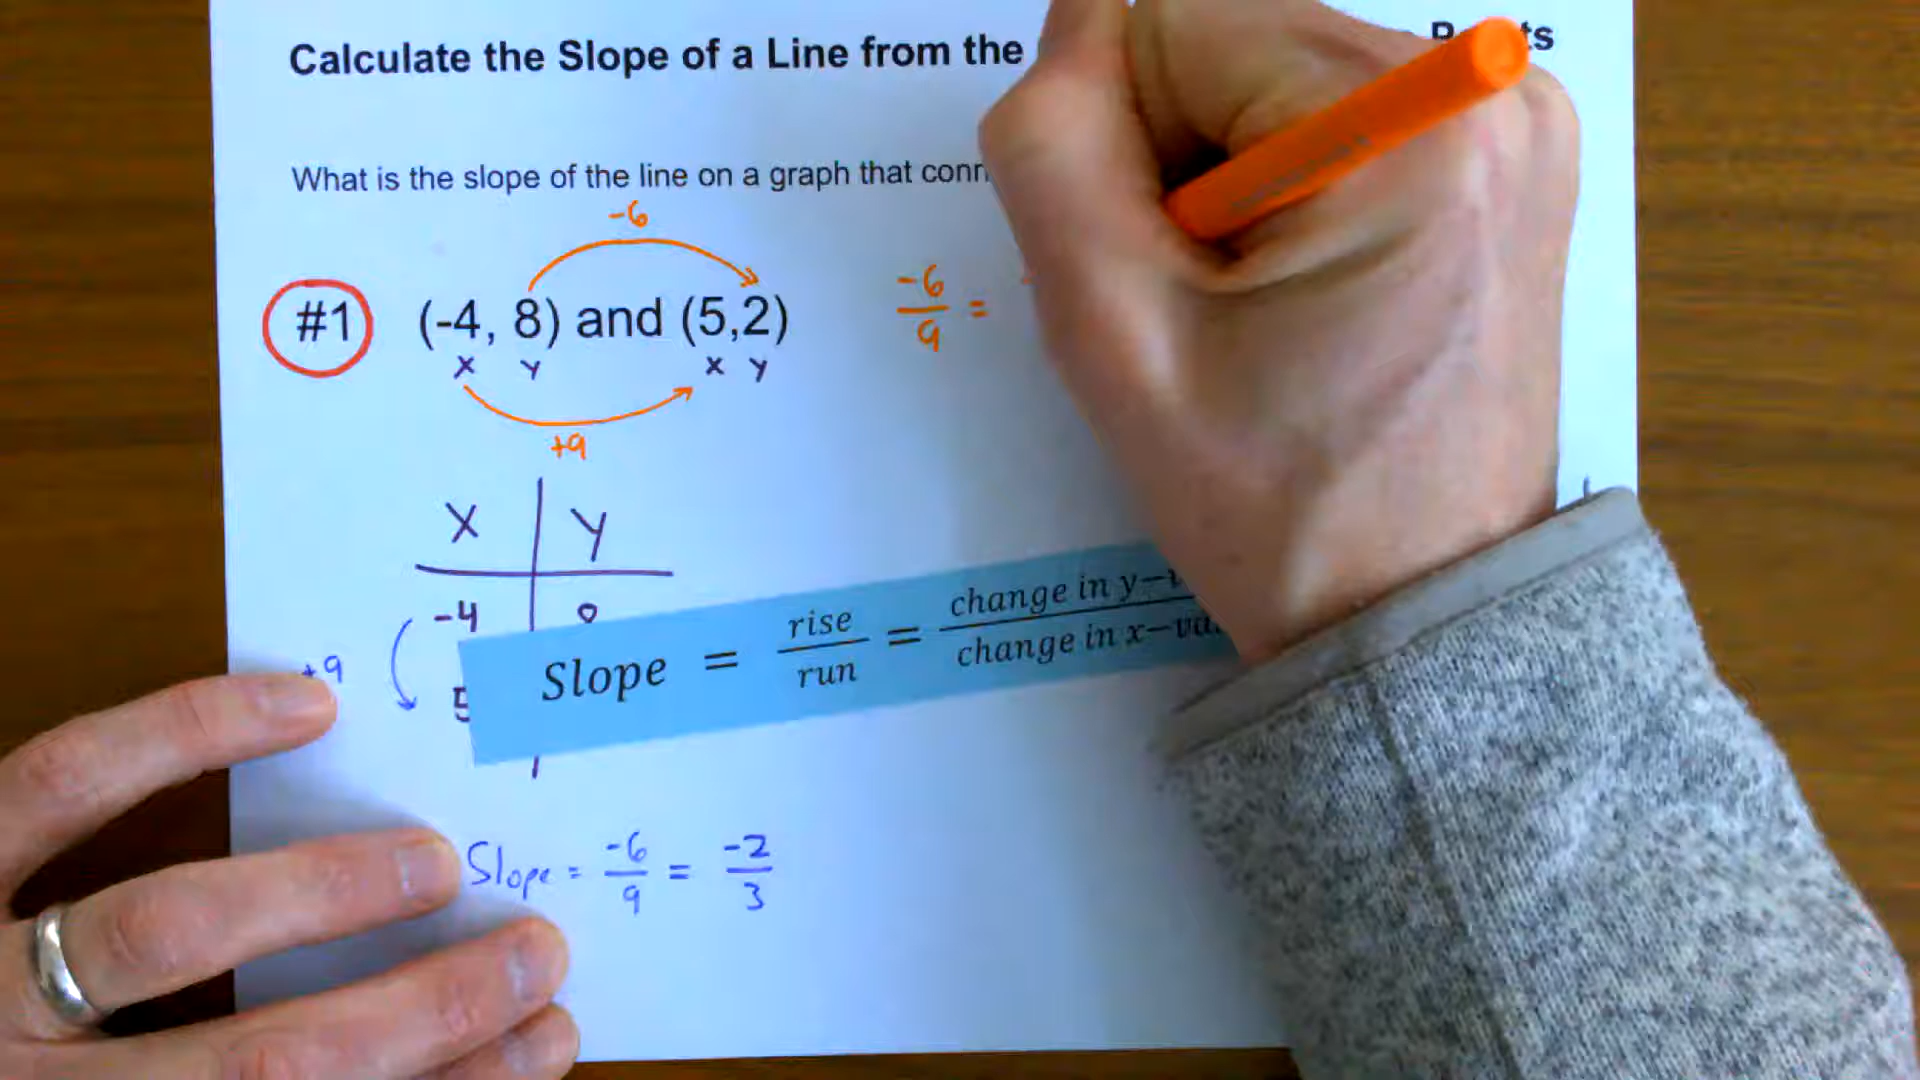 Calculate the Slope of a Line from the
What is the slope of the line on a graph that
-6
#1 (-4, 8) and (5,2)
-6/9 =
X Y X Y
+9
X Y
-4
+9
Slope = rise/run = change in y-/change in x-
Slope = -6/9 = -2/3